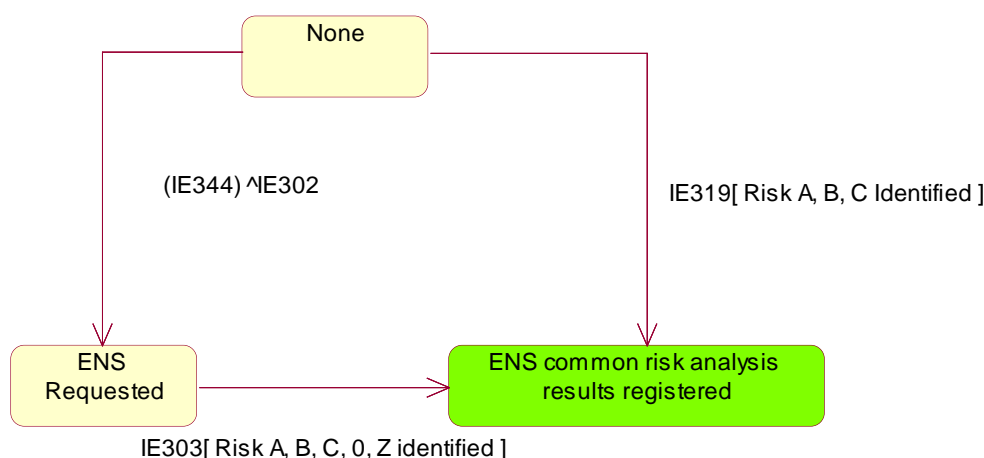 None
(IE344) ^IE302
IE319[ Risk A, B, C Identified ]
ENS
Requested
ENS common risk analysis
results registered
IE303[ Risk A, B, C, 0, Z identified ]